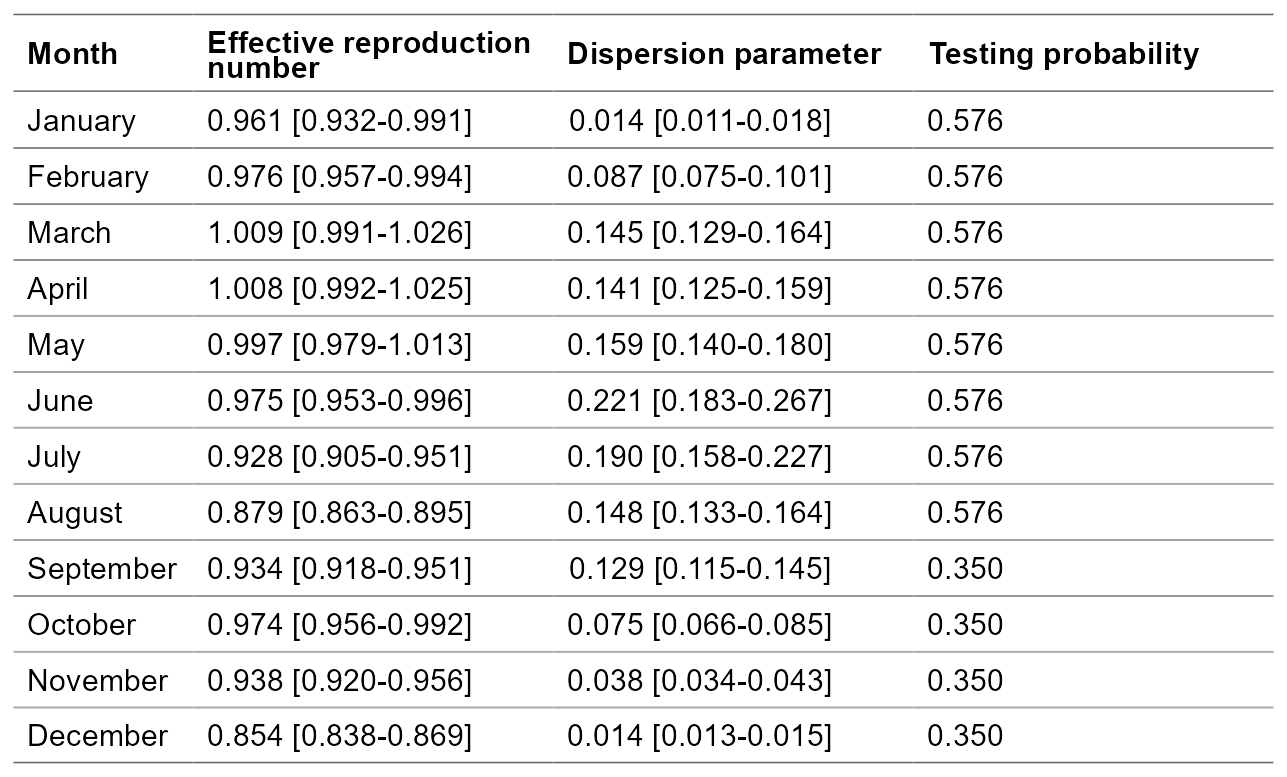 Month Effective reproduction number Dispersion parameter Testing probability
January 0.961 [0.932-0.991] 0.014 [0.011-0.018] 0.576
February 0.976 [0.957-0.994] 0.087 [0.075-0.101] 0.576
March 1.009 [0.991-1.026] 0.145 [0.129-0.164] 0.576
April 1.008 [0.992-1.025] 0.141 [0.125-0.159] 0.576
May 0.997 [0.979-1.013] 0.159 [0.140-0.180] 0.576
June 0.975 [0.953-0.996] 0.221 [0.183-0.267] 0.576
July 0.928 [0.905-0.951] 0.190 [0.158-0.227] 0.576
August 0.879 [0.863-0.895] 0.148 [0.133-0.164] 0.576
September 0.934 [0.918-0.951] 0.129 [0.115-0.145] 0.350
October 0.974 [0.956-0.992] 0.075 [0.066-0.085] 0.350
November 0.938 [0.920-0.956] 0.038 [0.034-0.043] 0.350
December 0.854 [0.838-0.869] 0.014 [0.013-0.015] 0.350